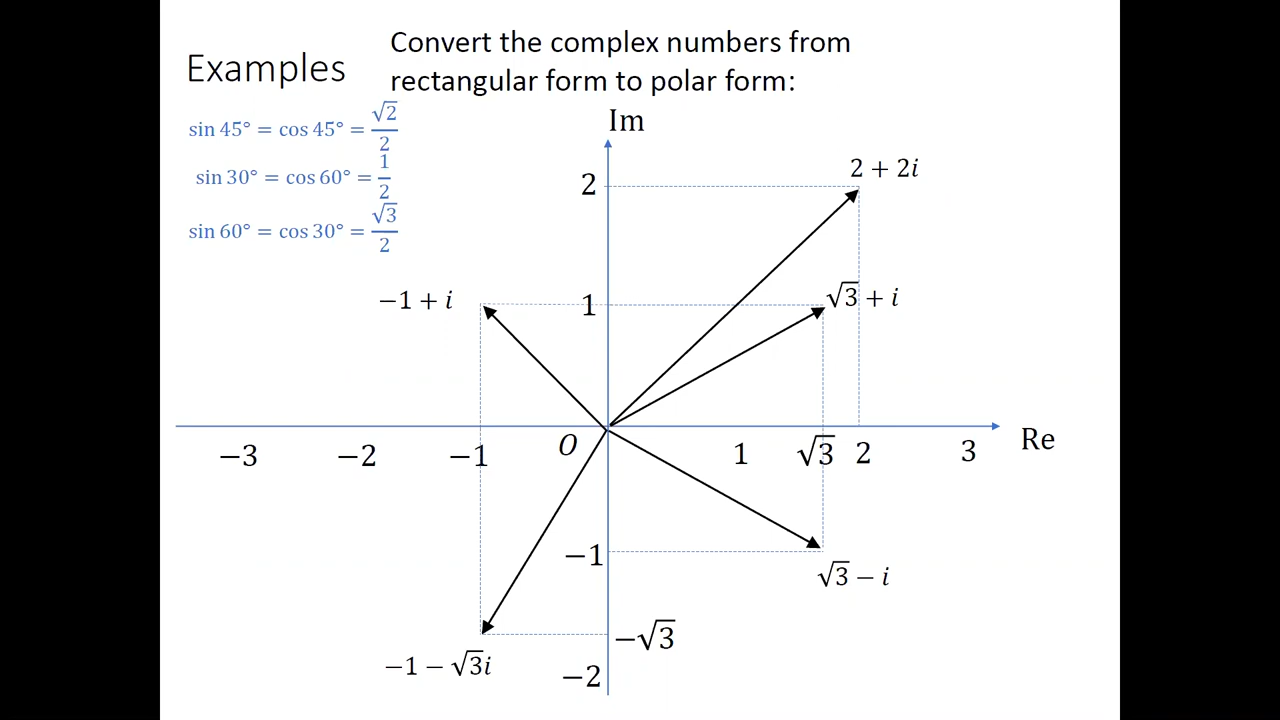 Examples
Convert the complex numbers from
rectangular form to polar form:
sin 45° = cos 45° = √2/2
sin 30° = cos 60° = 1/2
sin 60° = cos 30° = √3/2
Im
2 + 2i
2
−1 + i
1
√3 + i
−3
−2
−1
O
1
√3
2
3
Re
−1
√3 − i
−√3
−1 − √3i
−2